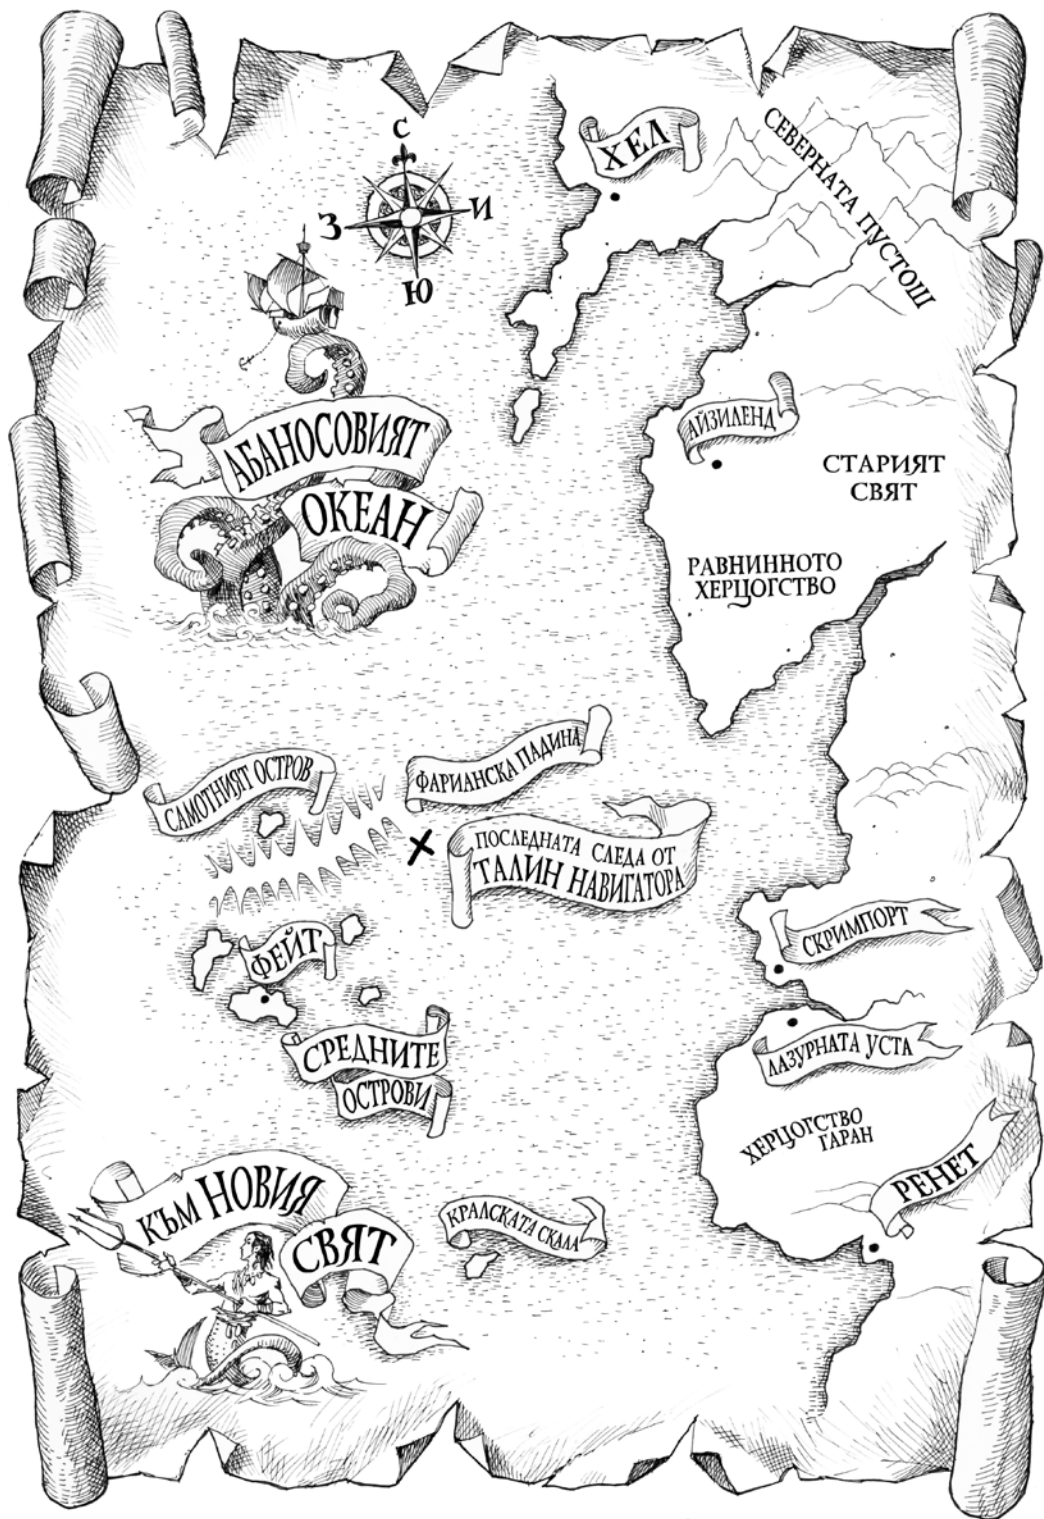 С
З
И
Ю
ХЕЛ
СЕВЕРНАТА ПУСТОШ
АБАНОСОВИЯТ
ОКЕАН
АЙЗИЛЕНД
СТАРИЯТ
СВЯТ
РАВНИННОТО
ХЕРЦОГСТВО
САМОТНИЯТ ОСТРОВ
ФАРИАНСКА ПАДИНА
ПОСЛЕДНАТА СЛЕДА ОТ
ТАЛИН НАВИГАТОРА
ФЕЙТ
СКРИМПОРТ
СРЕДНИТЕ
ОСТРОВИ
ЛАЗУРНАТА УСТА
ХЕРЦОГСТВО
ГАРАН
РЕНЕТ
КЪМ НОВИЯ
СВЯТ
КРАЛСКАТА СКАЛА